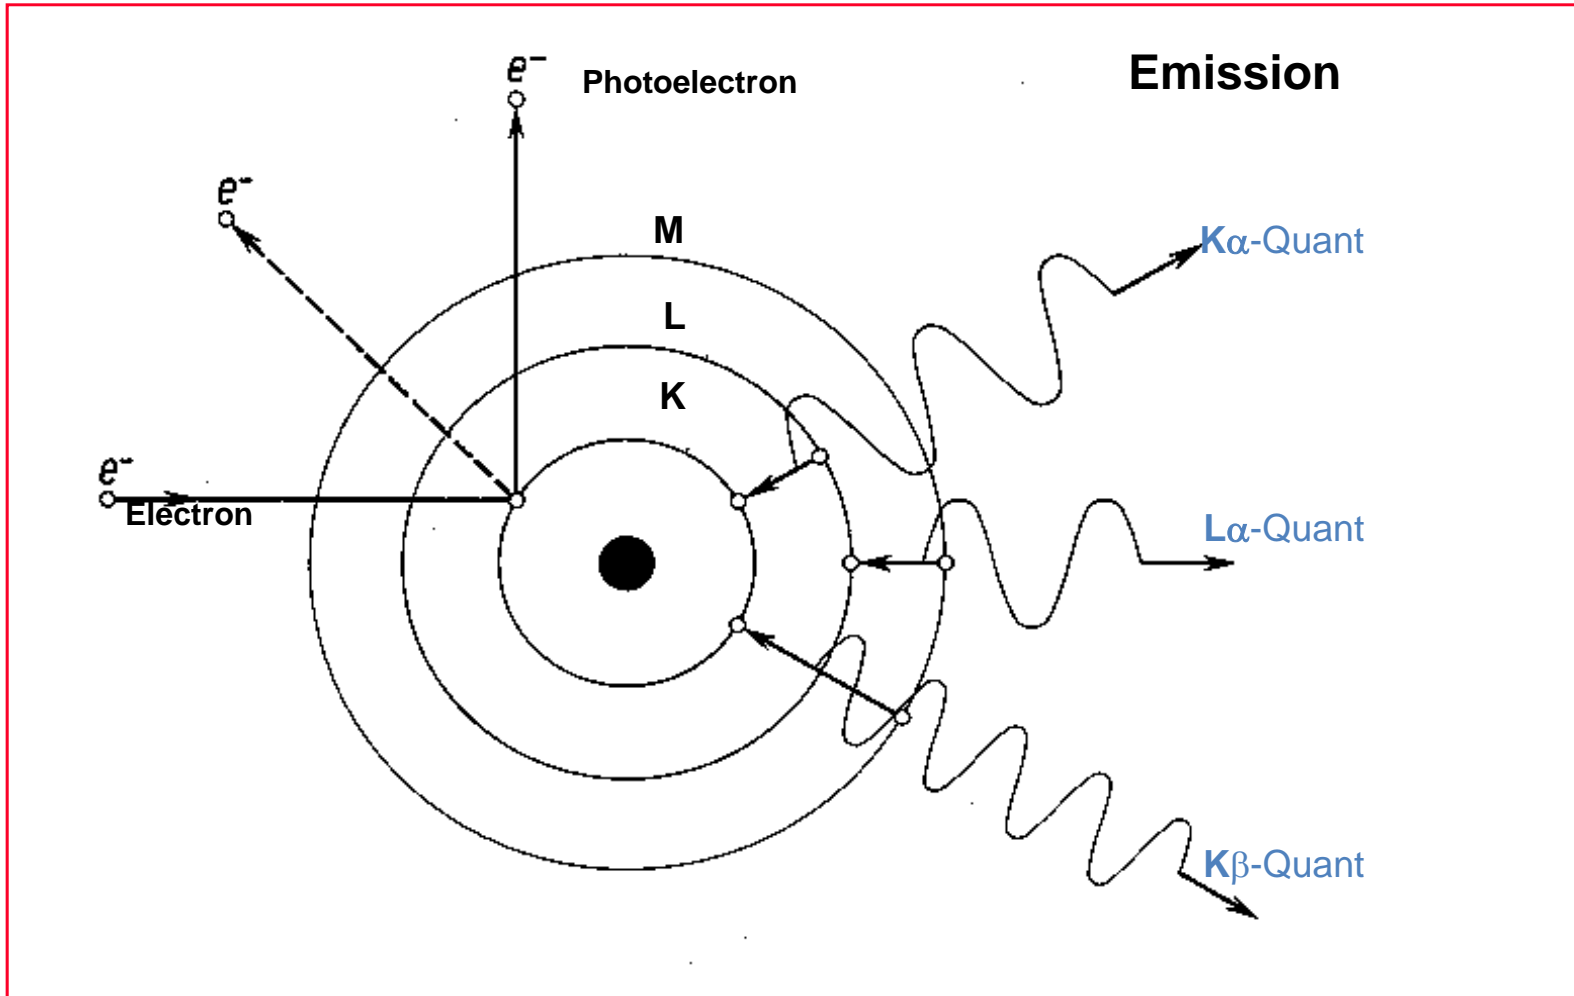 e⁻
Photoelectron
Emission
e⁻
M
Kα-Quant
L
K
e⁻
Electron
Lα-Quant
Kβ-Quant